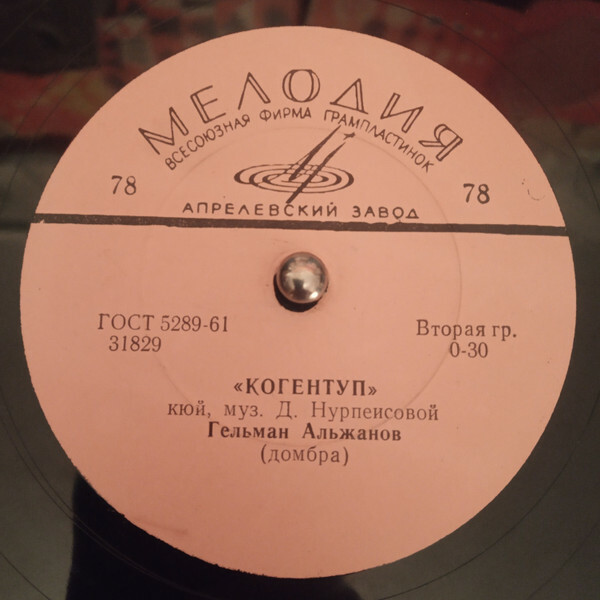 МЕЛОДИЯ
ВСЕСОЮЗНАЯ ФИРМА ГРАМПЛАСТИНОК
78 78
АПРЕЛЕВСКИЙ ЗАВОД
ГОСТ 5289-61 Вторая гр.
31829 0-30
«КОГЕНТУП»
кюй, муз. Д. Нурпеисовой
Гельман Альжанов
(домбра)